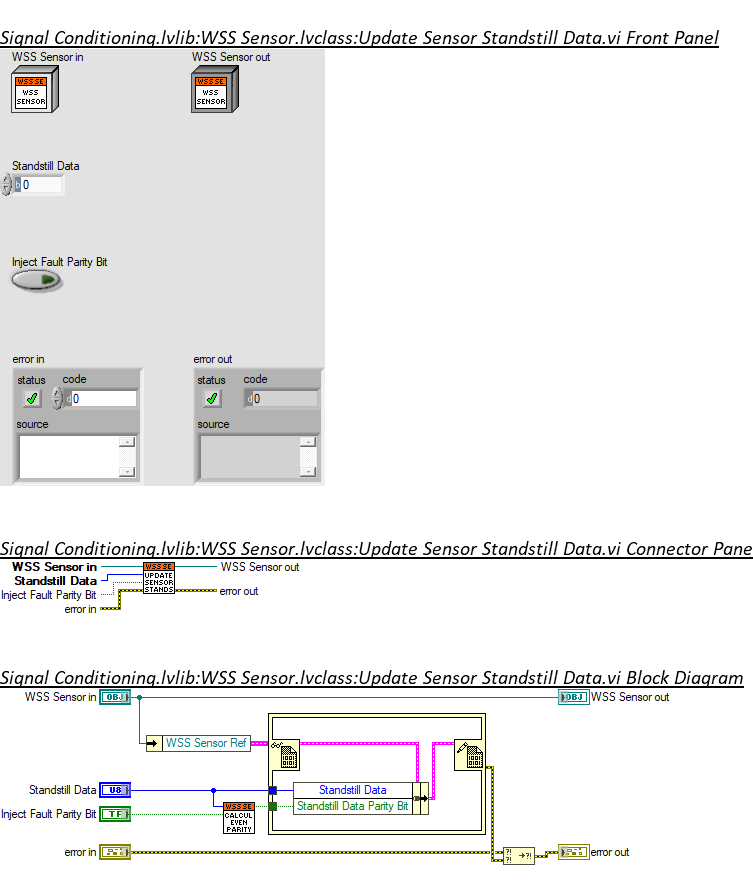 Signal Conditioning.lvlib:WSS Sensor.lvclass:Update Sensor Standstill Data.vi Front Panel
WSS Sensor in WSS Sensor out
WSS SE WSS SE
WSS WSS
SENSOR SENSOR
Standstill Data
0
Inject Fault Parity Bit
error in error out
status code status code
d 0 d 0
source source
Signal Conditioning.lvlib:WSS Sensor.lvclass:Update Sensor Standstill Data.vi Connector Pane
WSS Sensor in WSS SE WSS Sensor out
Standstill Data UPDATE
Inject Fault Parity Bit SENSOR error out
error in STANDS
Signal Conditioning.lvlib:WSS Sensor.lvclass:Update Sensor Standstill Data.vi Block Diagram
WSS Sensor in OBJ OBJ WSS Sensor out
WSS Sensor Ref
Standstill Data U8 Standstill Data
Inject Fault Parity Bit TF WSS SE Standstill Data Parity Bit
CALCUL
EVEN
PARITY
error in ?! ?! →?! ?! error out